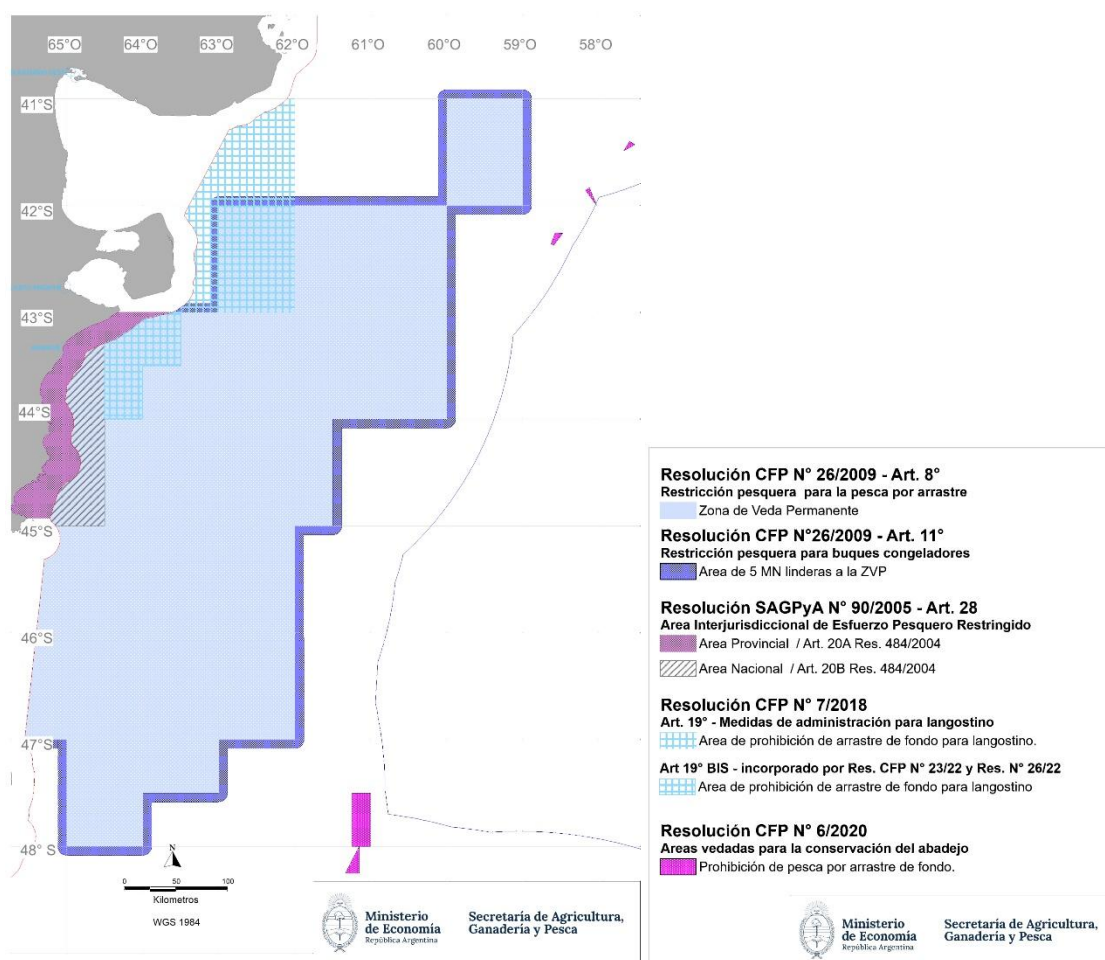 65°O 64°O 63°O 62°O 61°O 60°O 59°O 58°O
41°S
42°S
43°S
44°S
45°S
46°S
47°S
48°S
N
0 50 100
Kilometros
WGS 1984
Ministerio
de Economía
República Argentina
Secretaría de Agricultura,
Ganadería y Pesca
Resolución CFP N° 26/2009 - Art. 8°
Restricción pesquera para la pesca por arrastre
Zona de Veda Permanente
Resolución CFP N°26/2009 - Art. 11°
Restricción pesquera para buques congeladores
Area de 5 MN linderas a la ZVP
Resolución SAGPyA N° 90/2005 - Art. 28
Area Interjurisdiccional de Esfuerzo Pesquero Restringido
Area Provincial / Art. 20A Res. 484/2004
Area Nacional / Art. 20B Res. 484/2004
Resolución CFP N° 7/2018
Art. 19° - Medidas de administración para langostino
Area de prohibición de arrastre de fondo para langostino.
Art 19° BIS - incorporado por Res. CFP N° 23/22 y Res. N° 26/22
Area de prohibición de arrastre de fondo para langostino
Resolución CFP N° 6/2020
Areas vedadas para la conservación del abadejo
Prohibición de pesca por arrastre de fondo.
Ministerio
de Economía
República Argentina
Secretaría de Agricultura,
Ganadería y Pesca